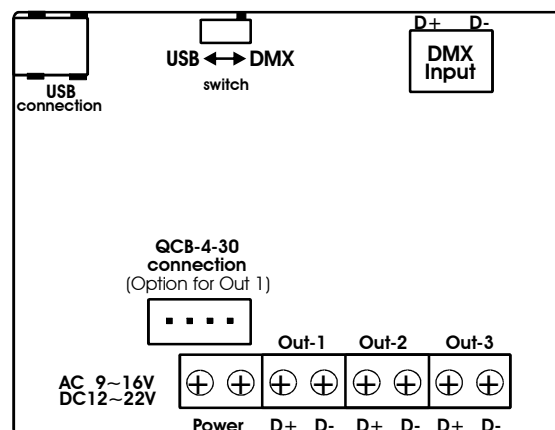 D+ D-
DMX
Input
USB ↔ DMX
switch
USB
connection
QCB-4-30
connection
(Option for Out 1)
Out-1 Out-2 Out-3
AC 9~16V
DC12~22V
Power D+ D- D+ D- D+ D-